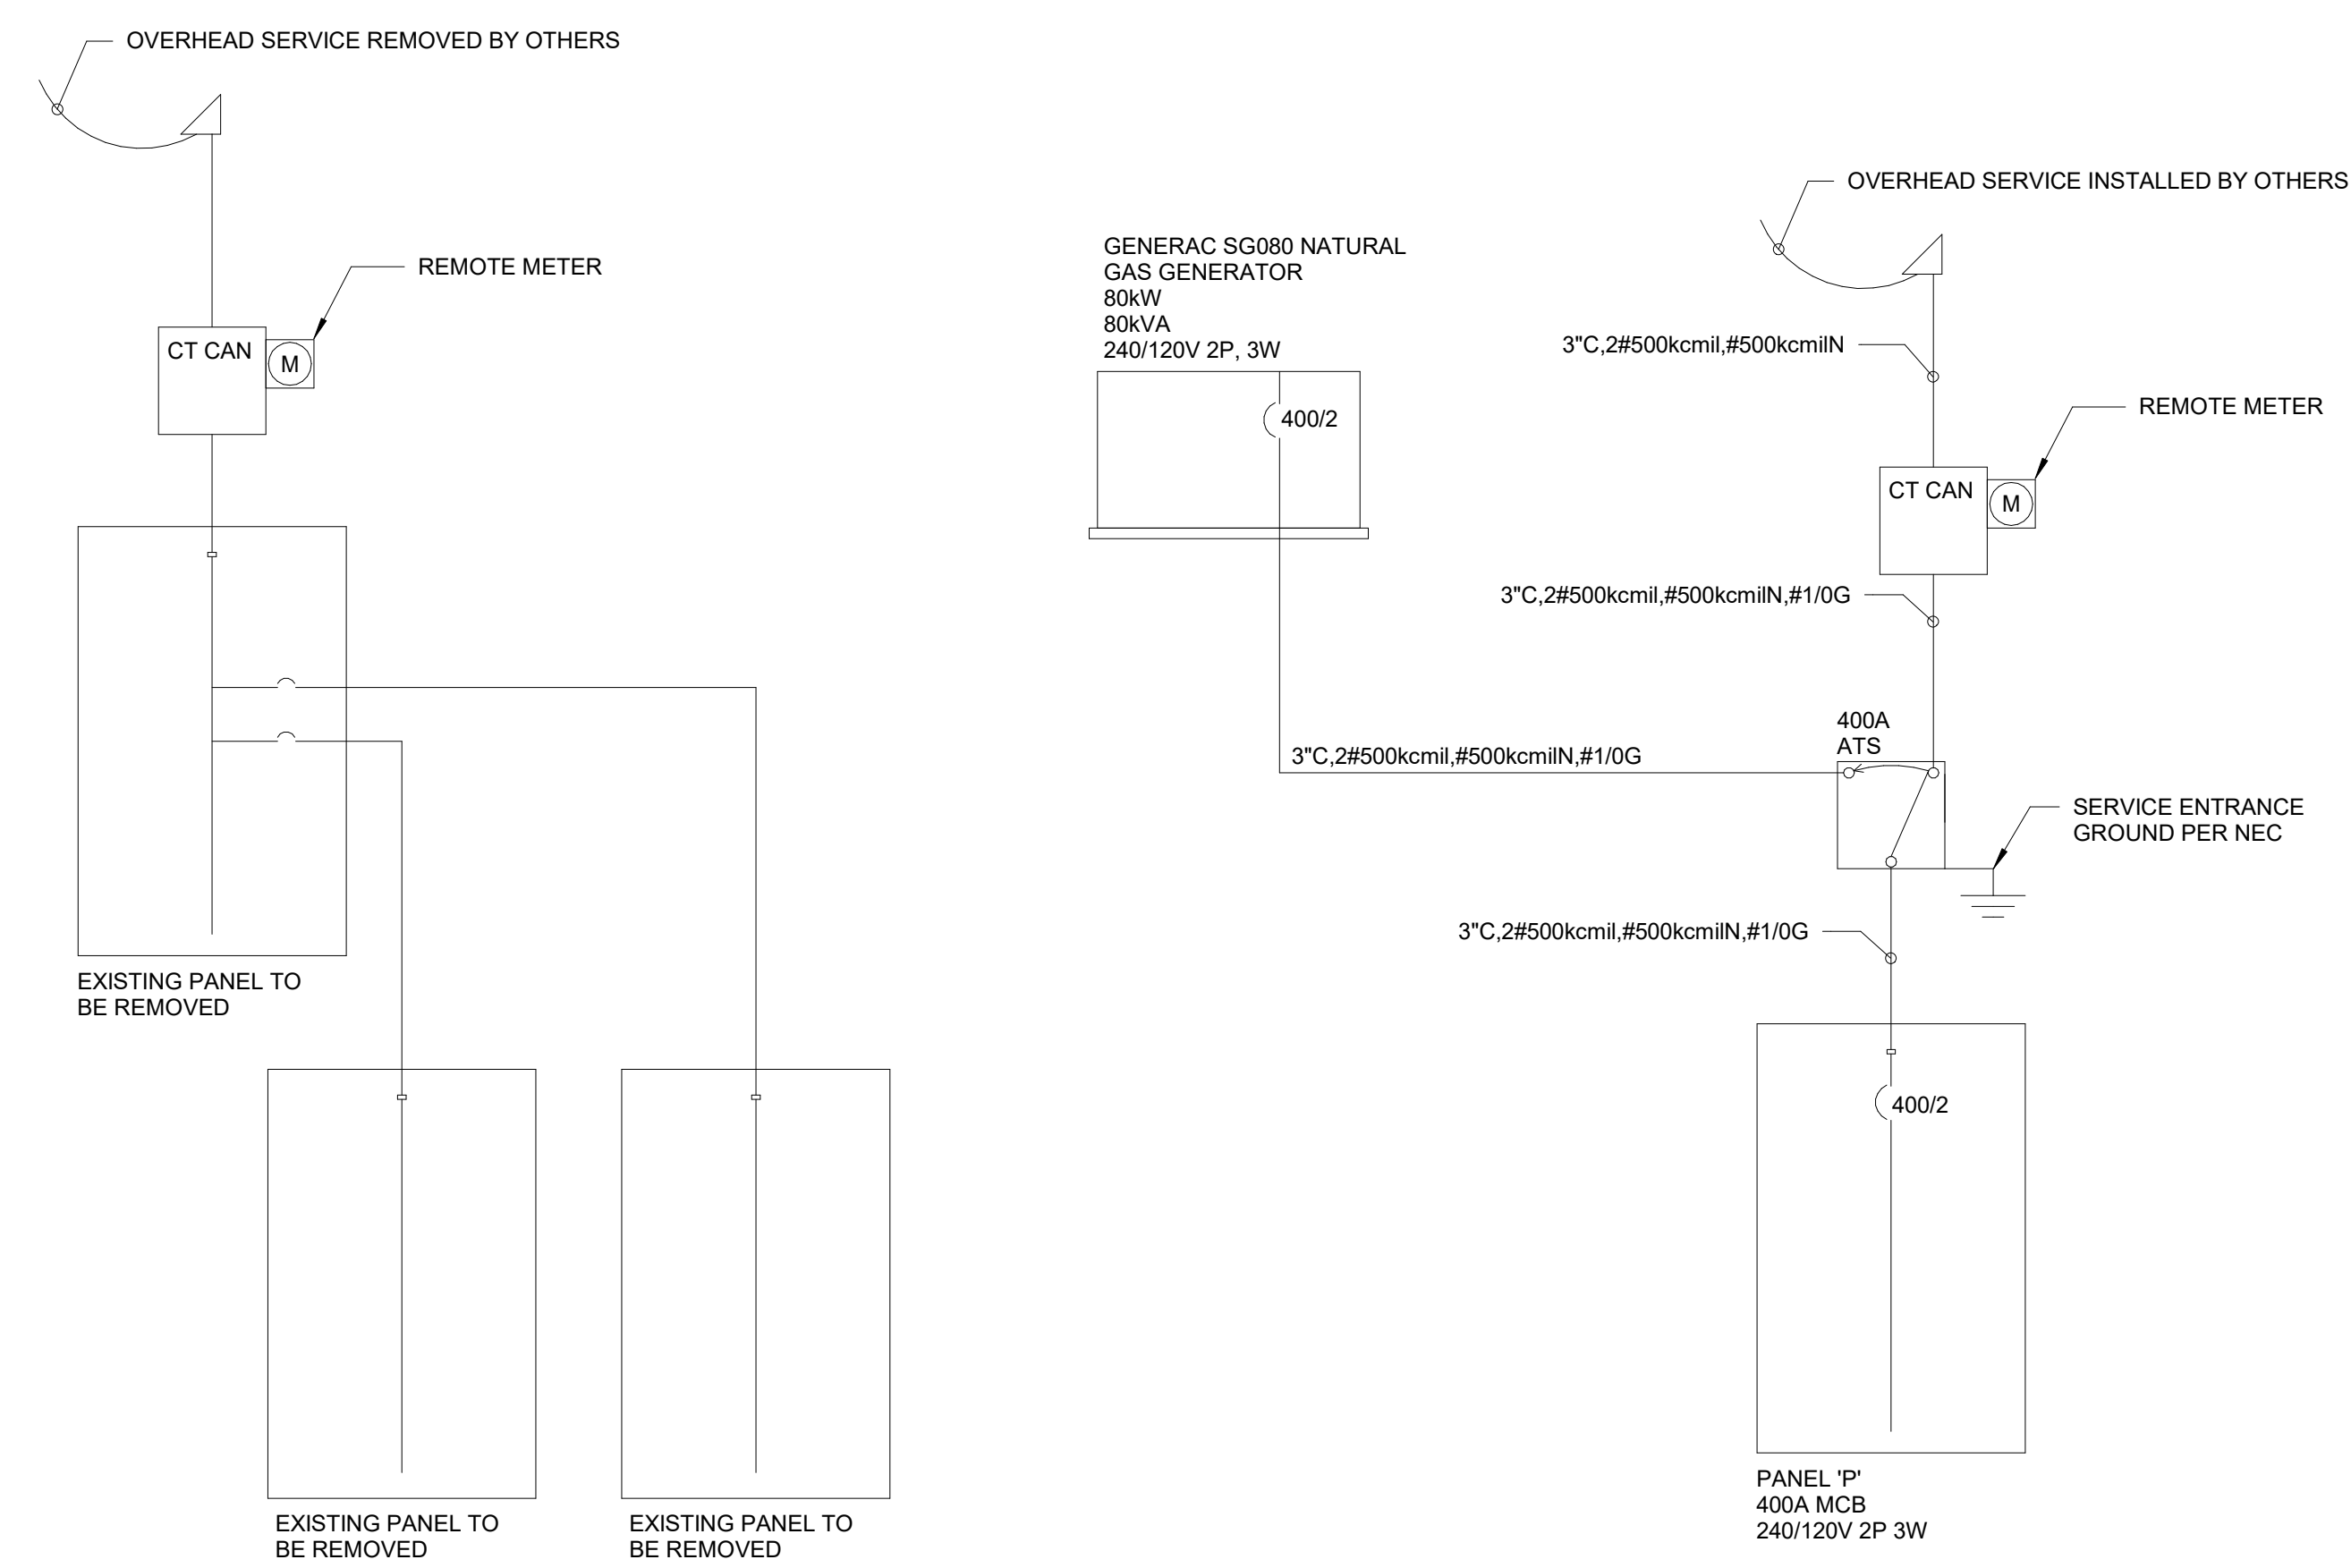 OVERHEAD SERVICE REMOVED BY OTHERS
REMOTE METER
CT CAN
M
EXISTING PANEL TO
BE REMOVED
EXISTING PANEL TO
BE REMOVED
EXISTING PANEL TO
BE REMOVED
GENERAC SG080 NATURAL
GAS GENERATOR
80kW
80kVA
240/120V 2P, 3W
400/2
3"C,2#500kcmil,#500kcmilN,#1/0G
OVERHEAD SERVICE INSTALLED BY OTHERS
3"C,2#500kcmil,#500kcmilN
REMOTE METER
CT CAN
M
3"C,2#500kcmil,#500kcmilN,#1/0G
400A
ATS
SERVICE ENTRANCE
GROUND PER NEC
3"C,2#500kcmil,#500kcmilN,#1/0G
400/2
PANEL 'P'
400A MCB
240/120V 2P 3W